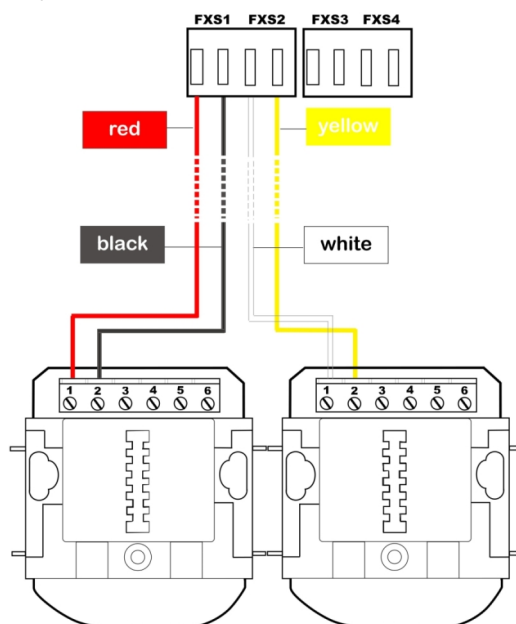 FXS1 FXS2 FXS3 FXS4
red
yellow
black
white
1 2 3 4 5 6
1 2 3 4 5 6